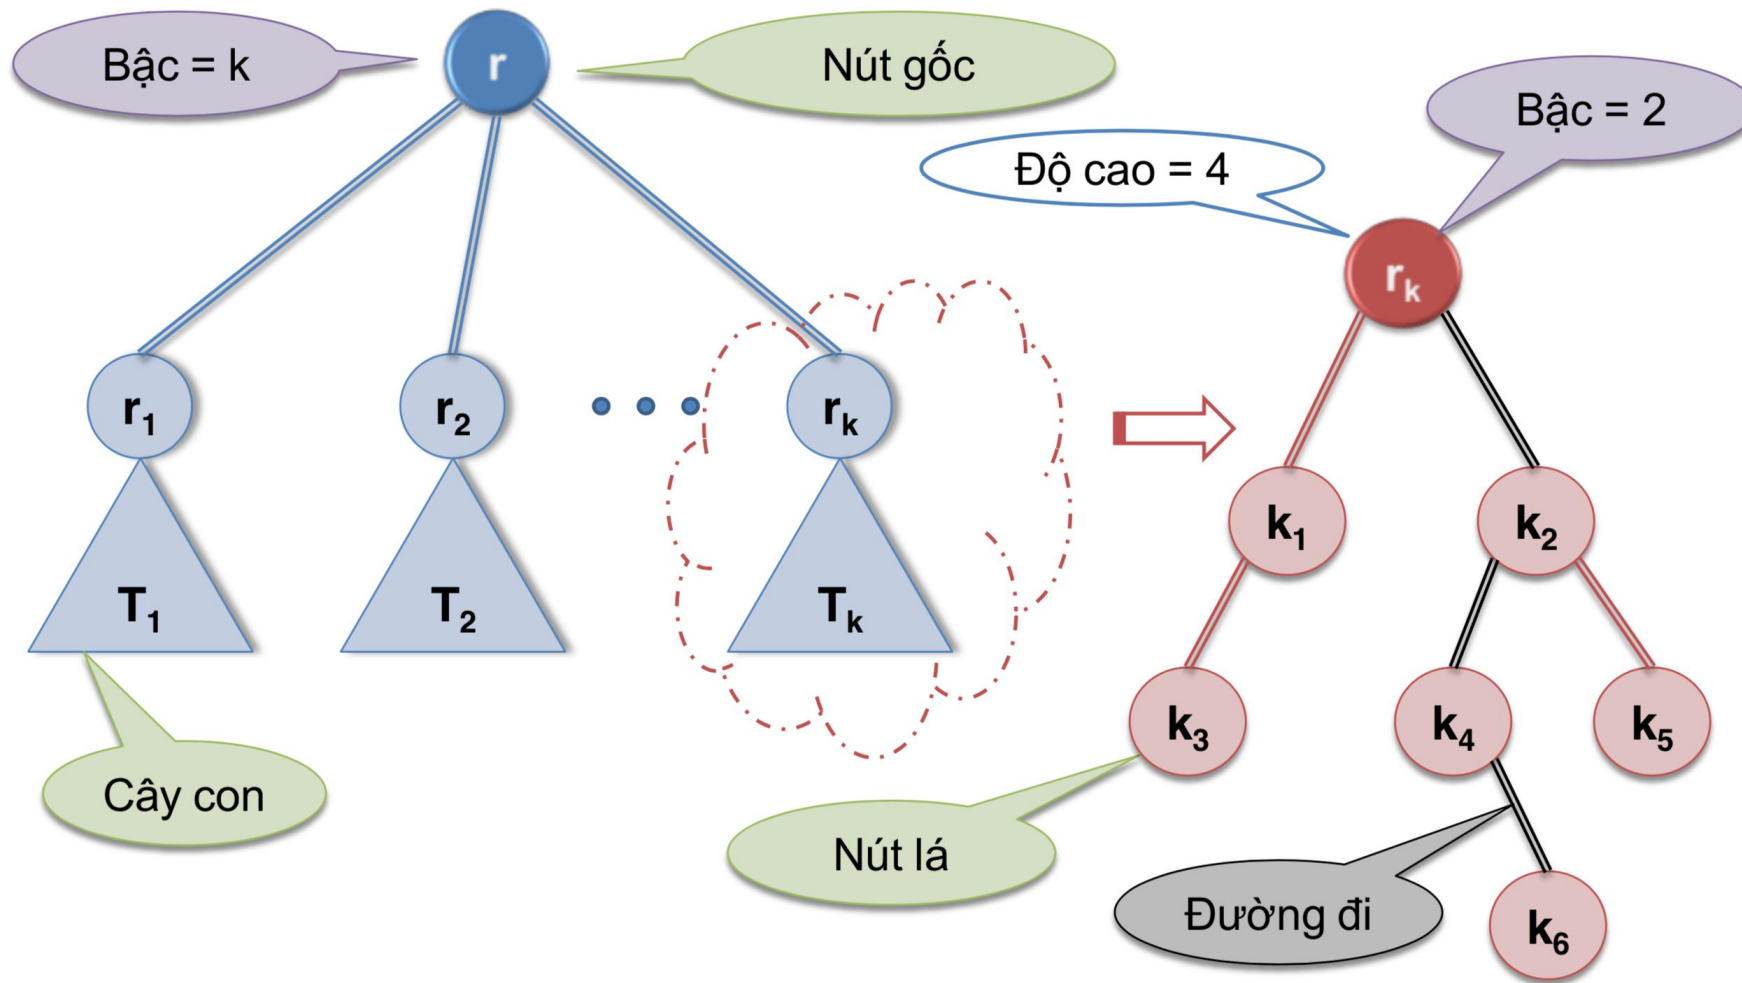 Bậc = k
r
Nút gốc
Bậc = 2
Độ cao = 4
rₖ
r₁
r₂
rₖ
k₁
k₂
T₁
T₂
Tₖ
k₃
k₄
k₅
Cây con
Nút lá
Đường đi
k₆